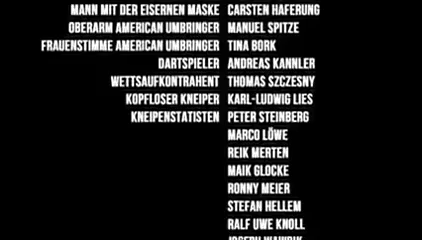 MANN MIT DER EISERNEN MASKE CARSTEN HAFERUNG
OBERARM AMERICAN UMBRINGER MANUEL SPITZE
FRAUENSTIMME AMERICAN UMBRINGER TINA BORK
DARTSPIELER ANDREAS KANNLER
WETTSAUFKONTRAHENT THOMAS SZCZESNY
KOPFLOSER KNEIPER KARL-LUDWIG LIES
KNEIPENSTATISTEN PETER STEINBERG
MARCO LÖWE
REIK MERTEN
MAIK GLOCKE
RONNY MEIER
STEFAN HELLEM
RALF UWE KNOLL